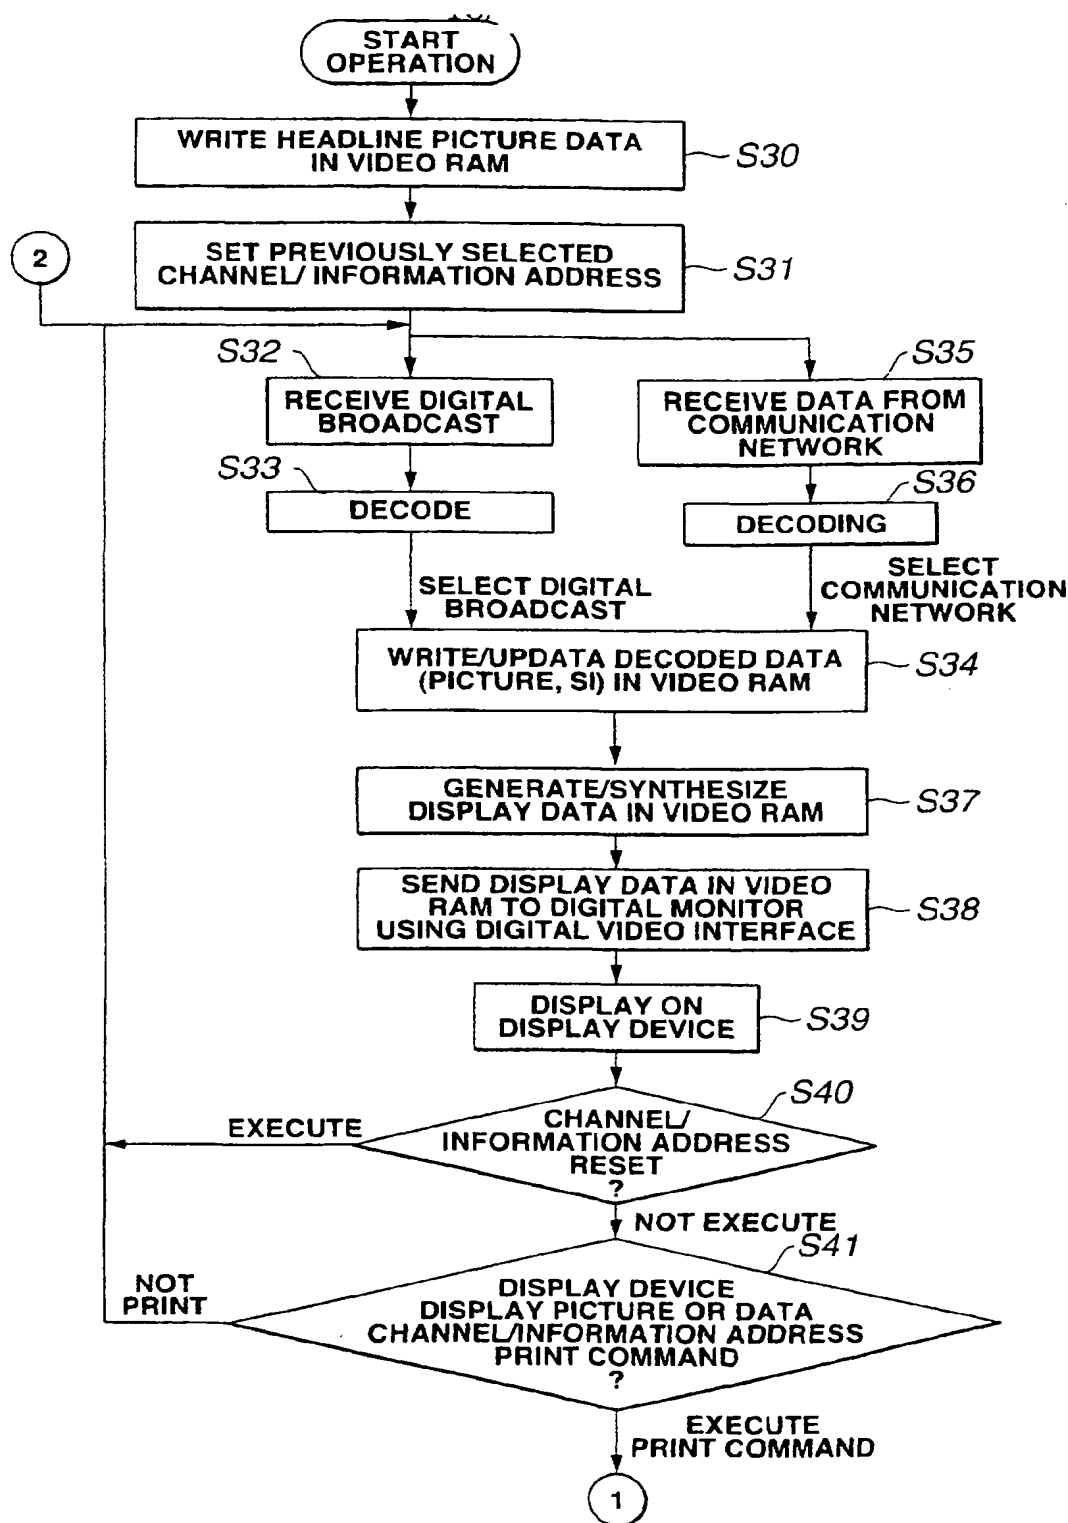 START
OPERATION
WRITE HEADLINE PICTURE DATA
IN VIDEO RAM
S30
SET PREVIOUSLY SELECTED
CHANNEL/ INFORMATION ADDRESS
S31
2
S32
RECEIVE DIGITAL
BROADCAST
S35
RECEIVE DATA FROM
COMMUNICATION
NETWORK
S33
DECODE
S36
DECODING
SELECT DIGITAL
BROADCAST
SELECT
COMMUNICATION
NETWORK
WRITE/UPDATA DECODED DATA
(PICTURE, SI) IN VIDEO RAM
S34
GENERATE/SYNTHESIZE
DISPLAY DATA IN VIDEO RAM
S37
SEND DISPLAY DATA IN VIDEO
RAM TO DIGITAL MONITOR
USING DIGITAL VIDEO INTERFACE
S38
DISPLAY ON
DISPLAY DEVICE
S39
S40
CHANNEL/
INFORMATION ADDRESS
RESET
?
EXECUTE
NOT EXECUTE
S41
DISPLAY DEVICE
DISPLAY PICTURE OR DATA
CHANNEL/INFORMATION ADDRESS
PRINT COMMAND
?
NOT
PRINT
EXECUTE
PRINT COMMAND
1